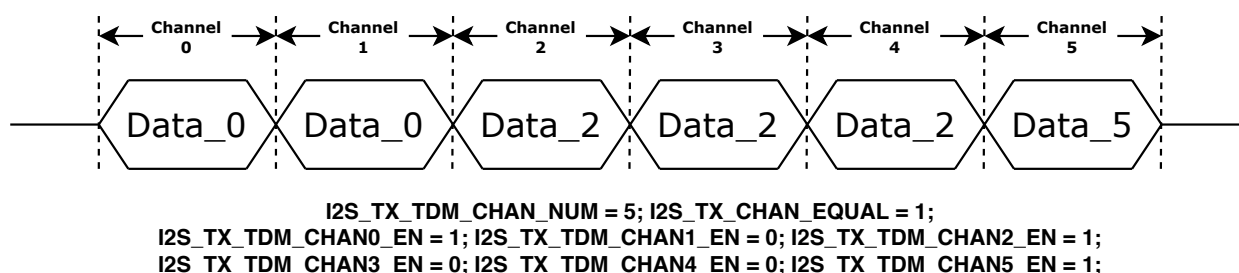 Channel 0
Channel 1
Channel 2
Channel 3
Channel 4
Channel 5
Data_0 Data_0 Data_2 Data_2 Data_2 Data_5
I2S_TX_TDM_CHAN_NUM = 5; I2S_TX_CHAN_EQUAL = 1;
I2S_TX_TDM_CHAN0_EN = 1; I2S_TX_TDM_CHAN1_EN = 0; I2S_TX_TDM_CHAN2_EN = 1;
I2S_TX_TDM_CHAN3_EN = 0; I2S_TX_TDM_CHAN4_EN = 0; I2S_TX_TDM_CHAN5_EN = 1;